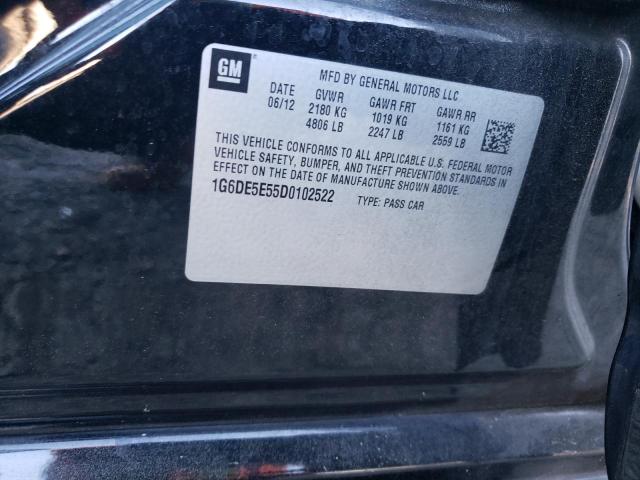 GM
MFD BY GENERAL MOTORS LLC
DATE GVWR GAWR FRT GAWR RR
06/12 2180 KG 1019 KG 1161 KG
4806 LB 2247 LB 2559 LB
THIS VEHICLE CONFORMS TO ALL APPLICABLE U.S. FEDERAL MOTOR
VEHICLE SAFETY, BUMPER, AND THEFT PREVENTION STANDARDS IN
EFFECT ON THE DATE OF MANUFACTURE SHOWN ABOVE.
1G6DE5E55D0102522 TYPE: PASS CAR